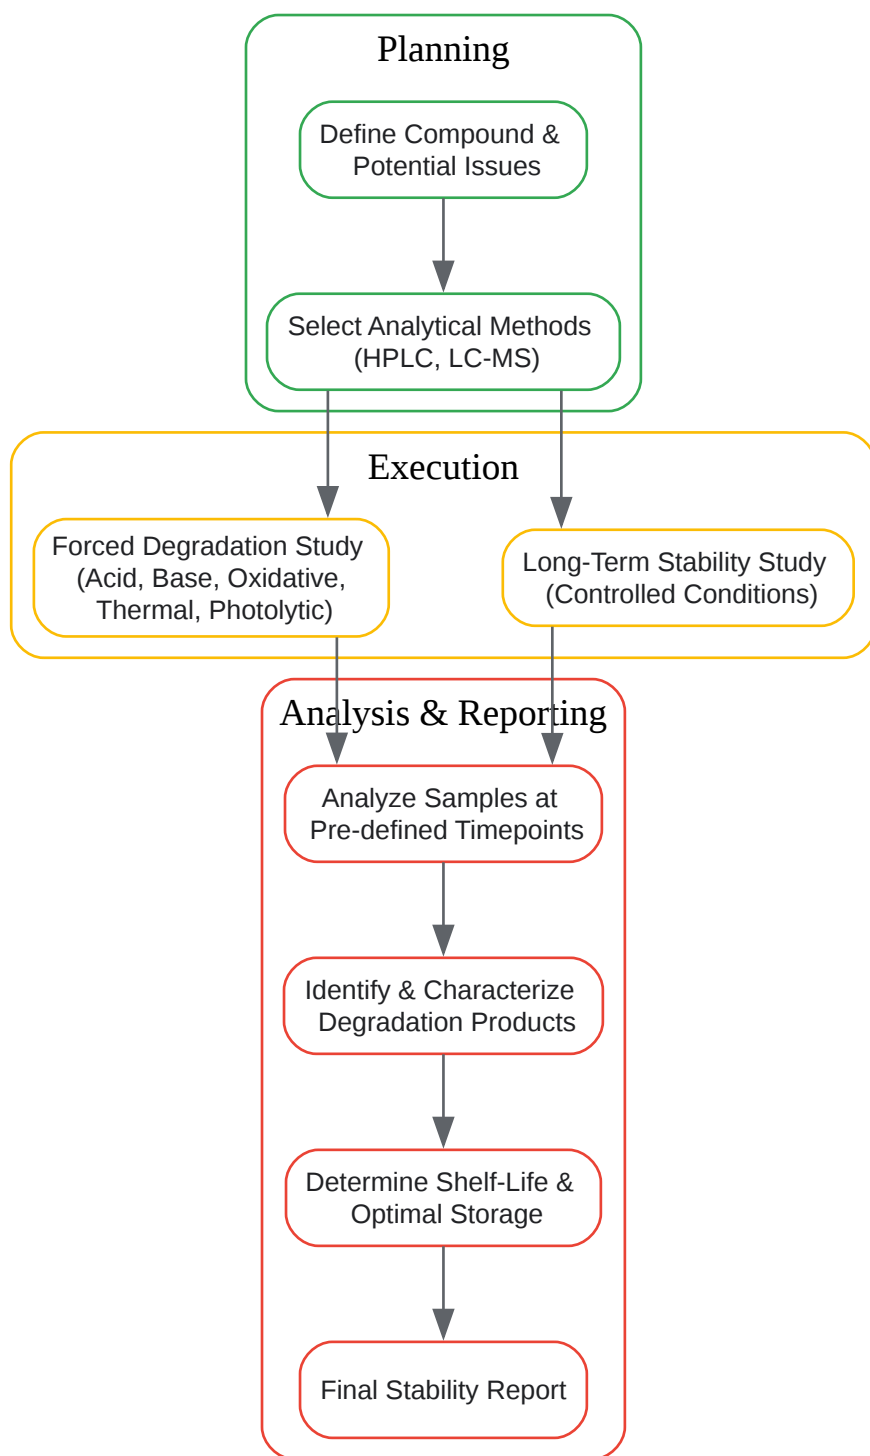 Planning
Define Compound &
Potential Issues
Select Analytical Methods
(HPLC, LC-MS)
Execution
Forced Degradation Study
(Acid, Base, Oxidative,
Thermal, Photolytic)
Long-Term Stability Study
(Controlled Conditions)
Analysis & Reporting
Analyze Samples at
Pre-defined Timepoints
Identify & Characterize
Degradation Products
Determine Shelf-Life &
Optimal Storage
Final Stability Report